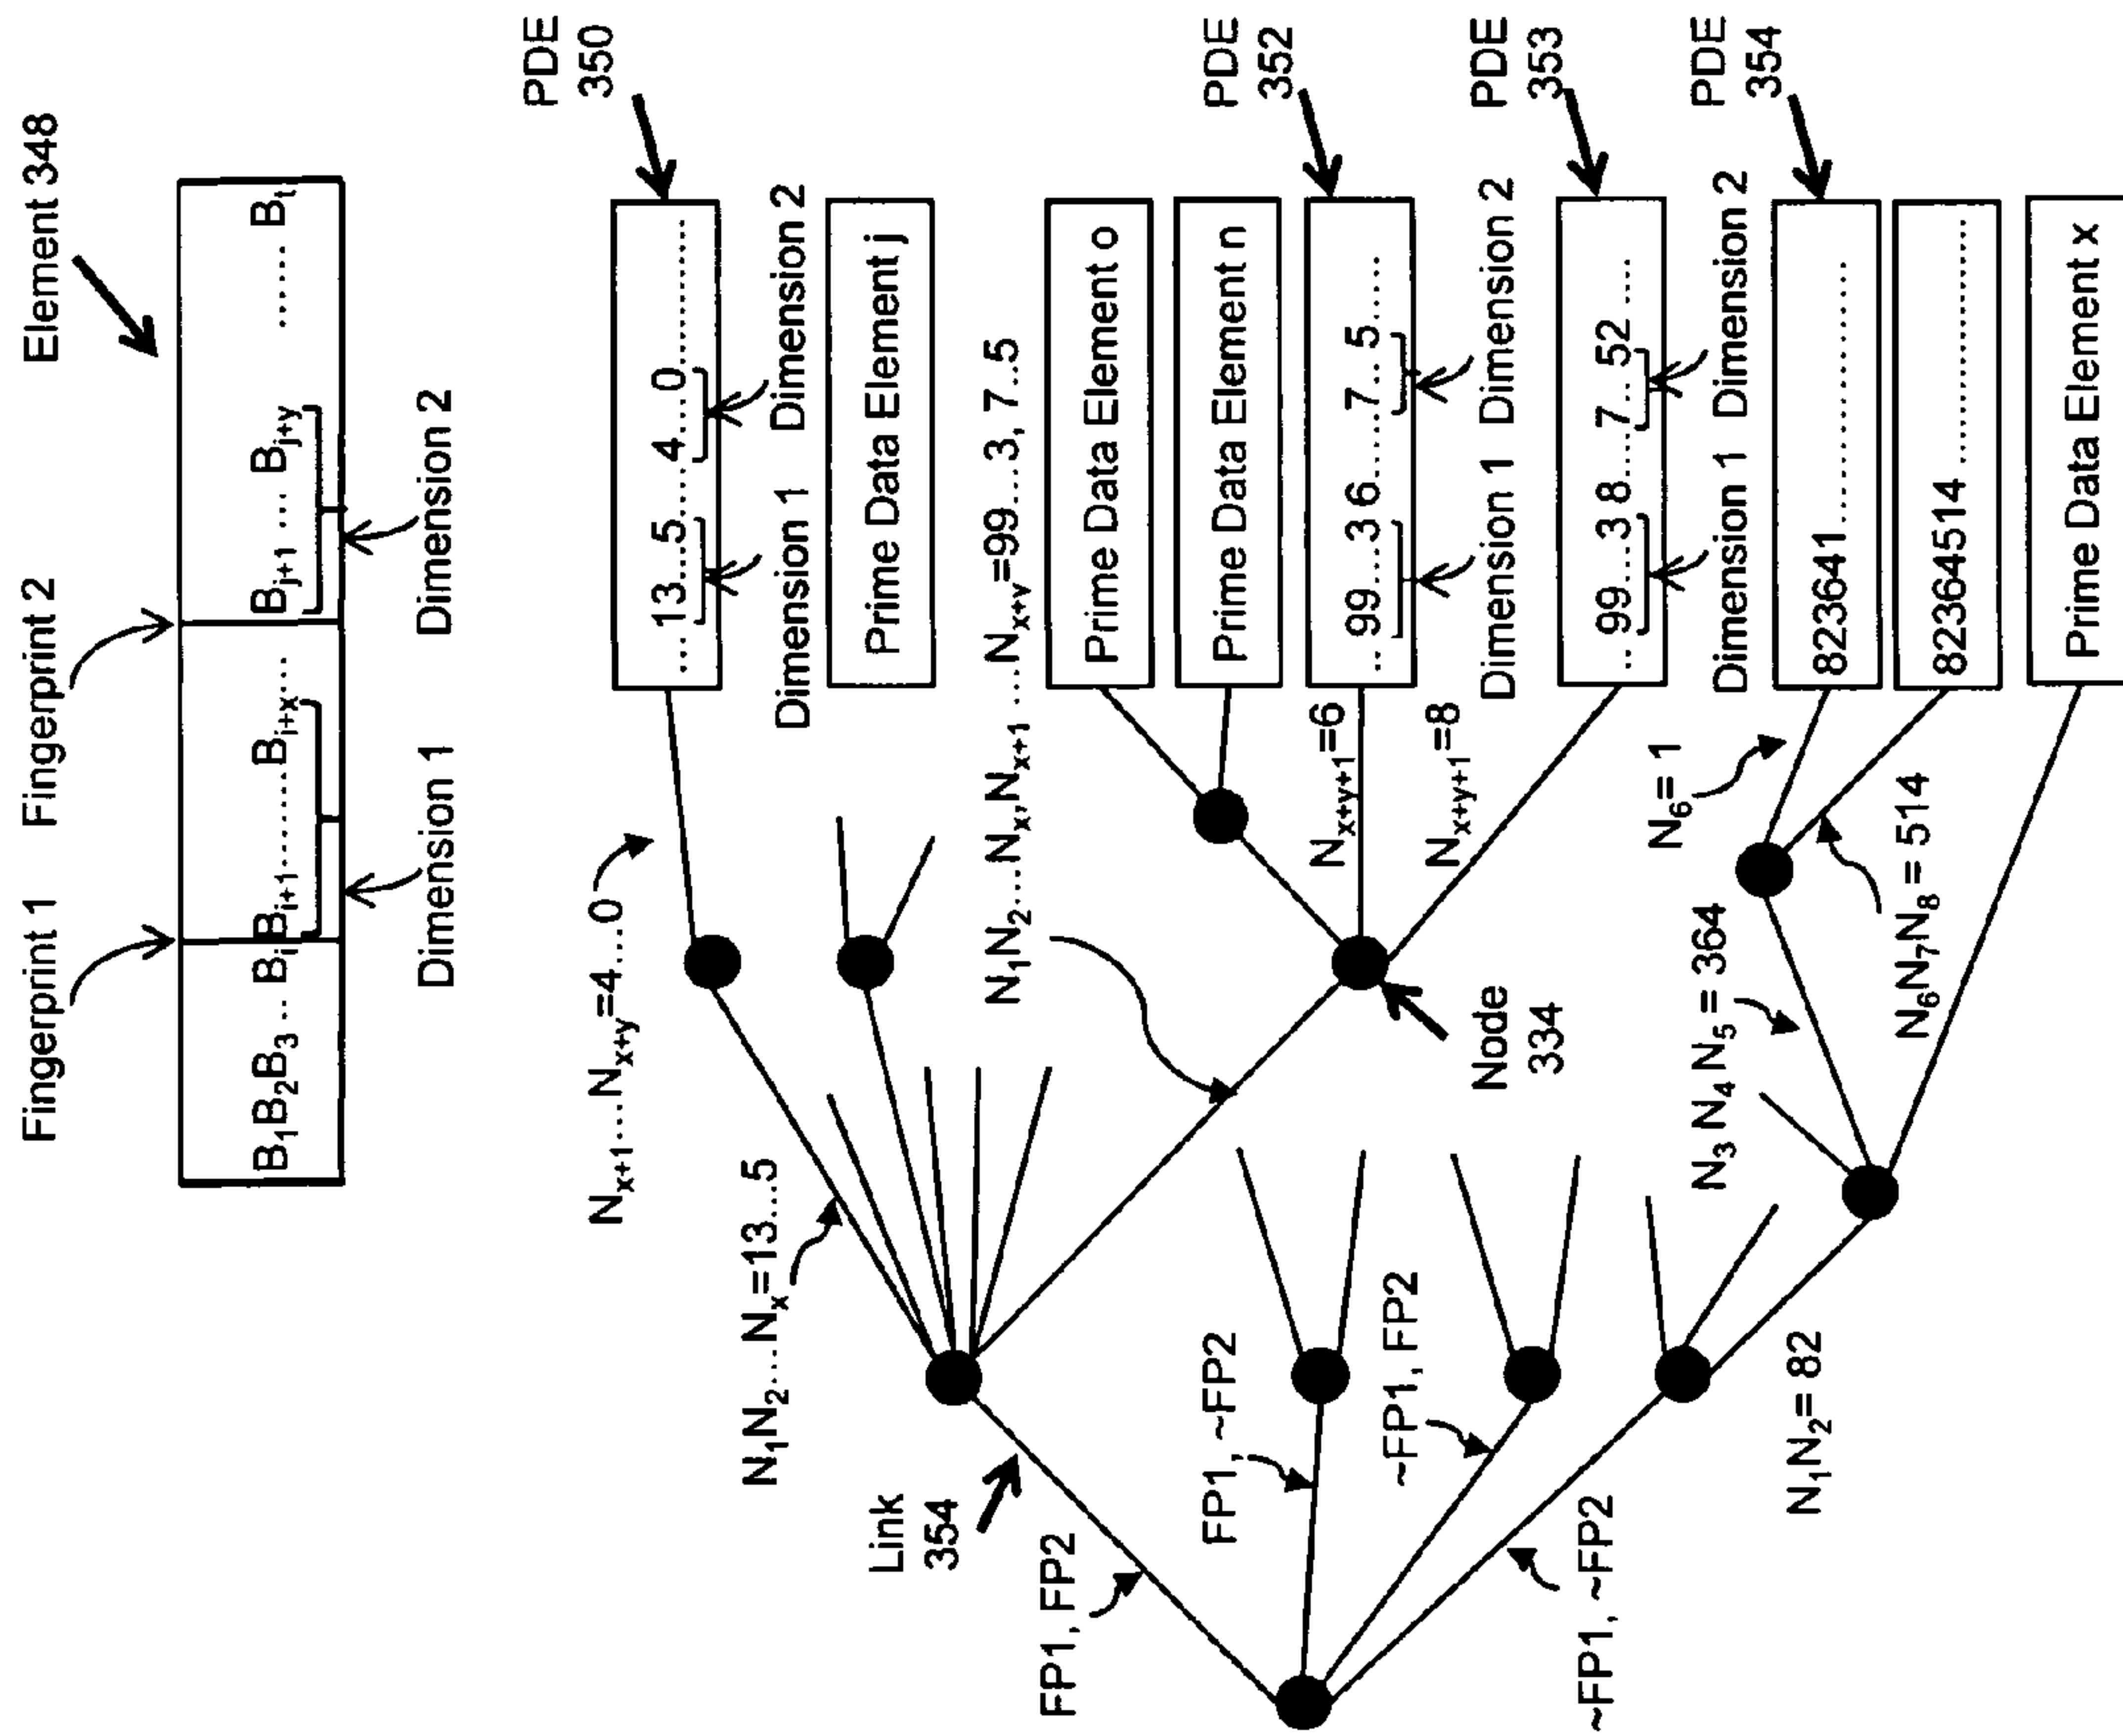 Element 348
Fingerprint 1 Fingerprint 2
B1B2B3... Bi Bi+1.........Bi+x... Bj+1 ... Bj+y ...... Bt
Dimension 1
Dimension 2
PDE 350
....13...5......4...0..............
Dimension 1 Dimension 2
Prime Data Element j
Nx+1...Nx+y=4...0
N1N2...Nx=13...5
N1N2...Nx,Nx+1 ....Nx+y=99...3, 7..5
Prime Data Element o
Prime Data Element n
PDE 352
...99...3 6......7...5......
Dimension 1 Dimension 2
Nx+y+1=6
Nx+y+1=8
PDE 353
..99....3 8.....7...52 ....
Dimension 1 Dimension 2
Node 334
Link 354
FP1, FP2
FP1, ~FP2
~FP1, FP2
~FP1, ~FP2
N1N2= 82
N3 N4 N5 = 364
N6= 1
N6N7N8 = 514
PDE 354
823641.....................
82364514 ..................
Prime Data Element x